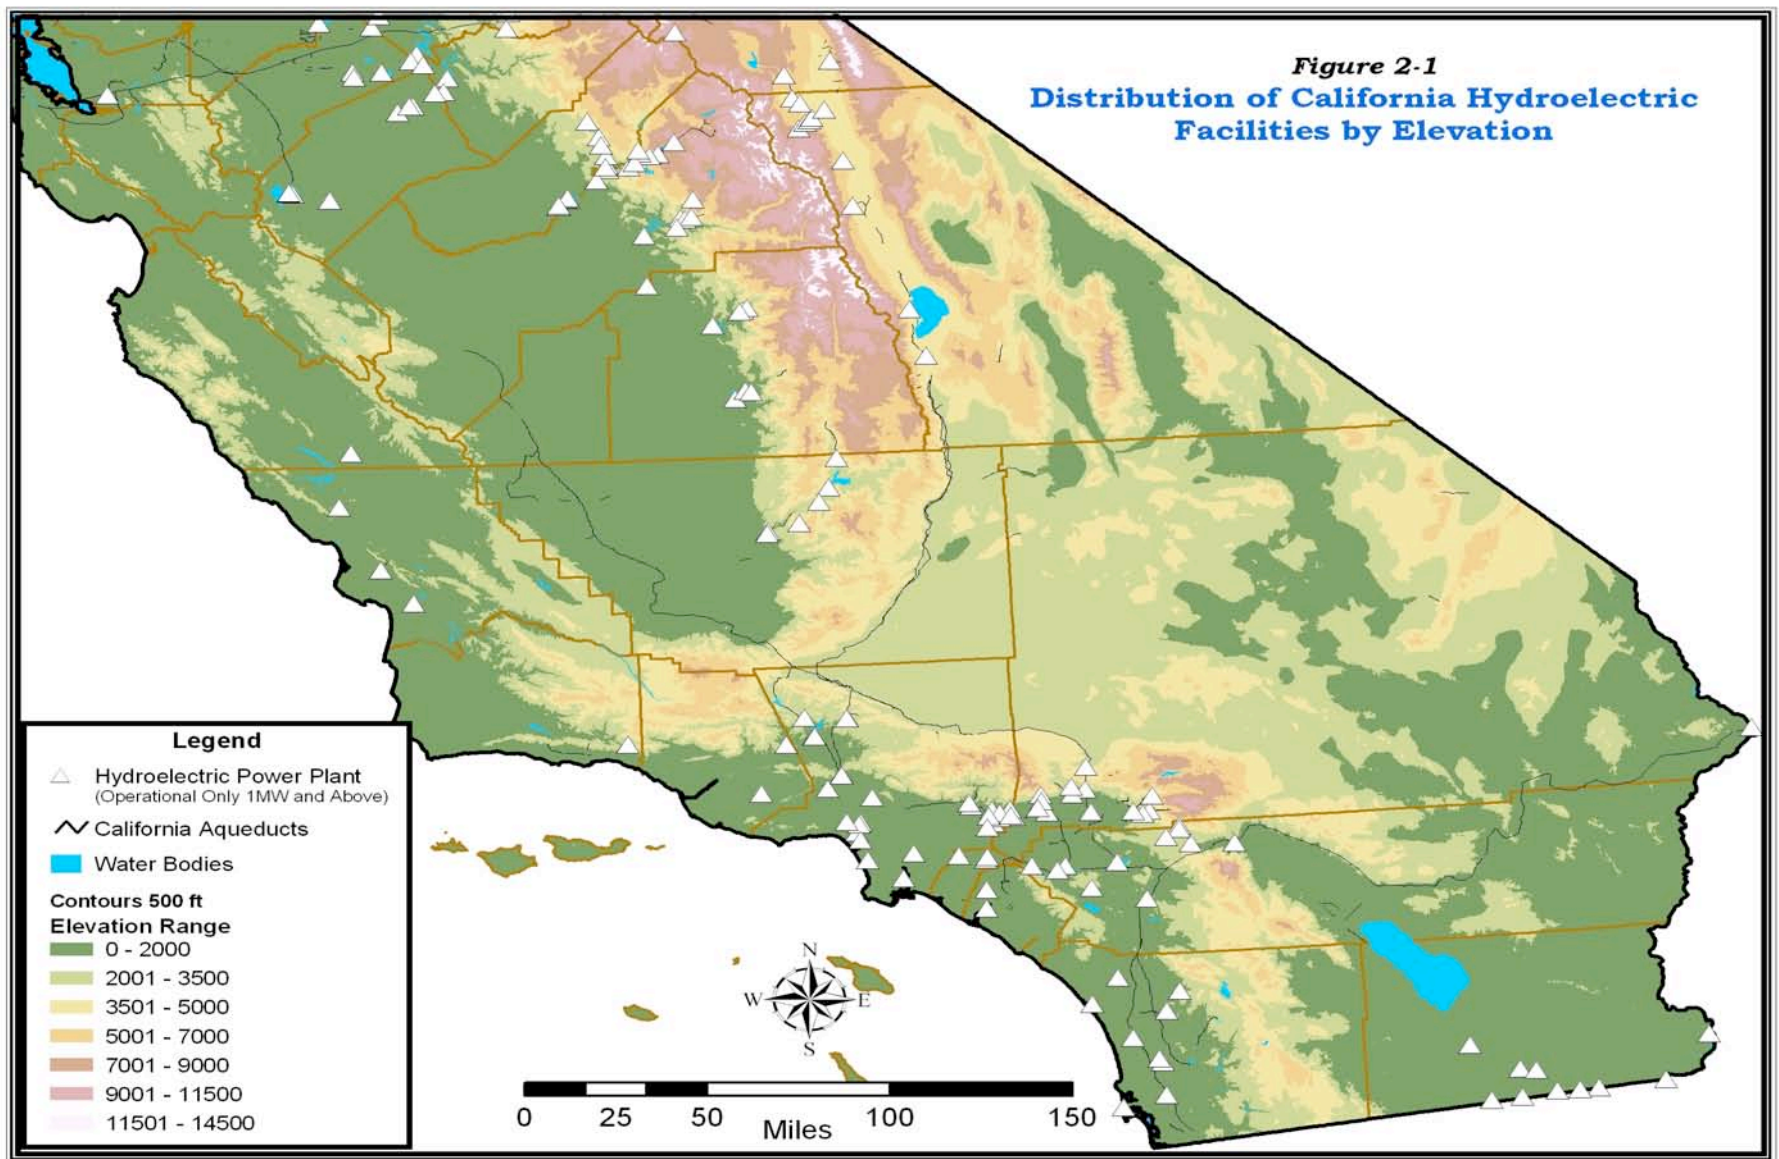 Figure 2-1
Distribution of California Hydroelectric
Facilities by Elevation
Legend
Hydroelectric Power Plant
(Operational Only 1MW and Above)
California Aqueducts
Water Bodies
Contours 500 ft
Elevation Range
0 - 2000
2001 - 3500
3501 - 5000
5001 - 7000
7001 - 9000
9001 - 11500
11501 - 14500
N
W E
S
0 25 50 100 150
Miles